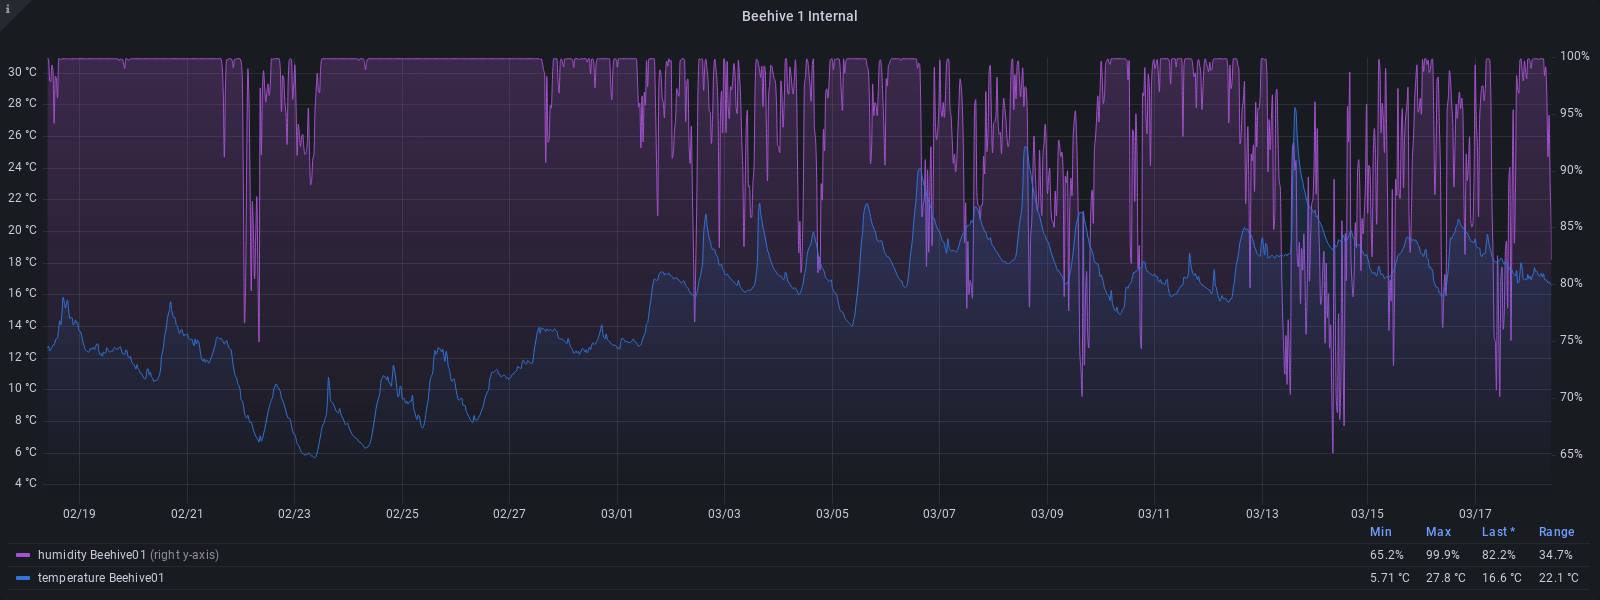 i
Beehive 1 Internal
30 °C
28 °C
26 °C
24 °C
22 °C
20 °C
18 °C
16 °C
14 °C
12 °C
10 °C
8 °C
6 °C
4 °C
100%
95%
90%
85%
80%
75%
70%
65%
02/19 02/21 02/23 02/25 02/27 03/01 03/03 03/05 03/07 03/09 03/11 03/13 03/15 03/17
Min Max Last * Range
humidity Beehive01 (right y-axis) 65.2% 99.9% 82.2% 34.7%
temperature Beehive01 5.71 °C 27.8 °C 16.6 °C 22.1 °C